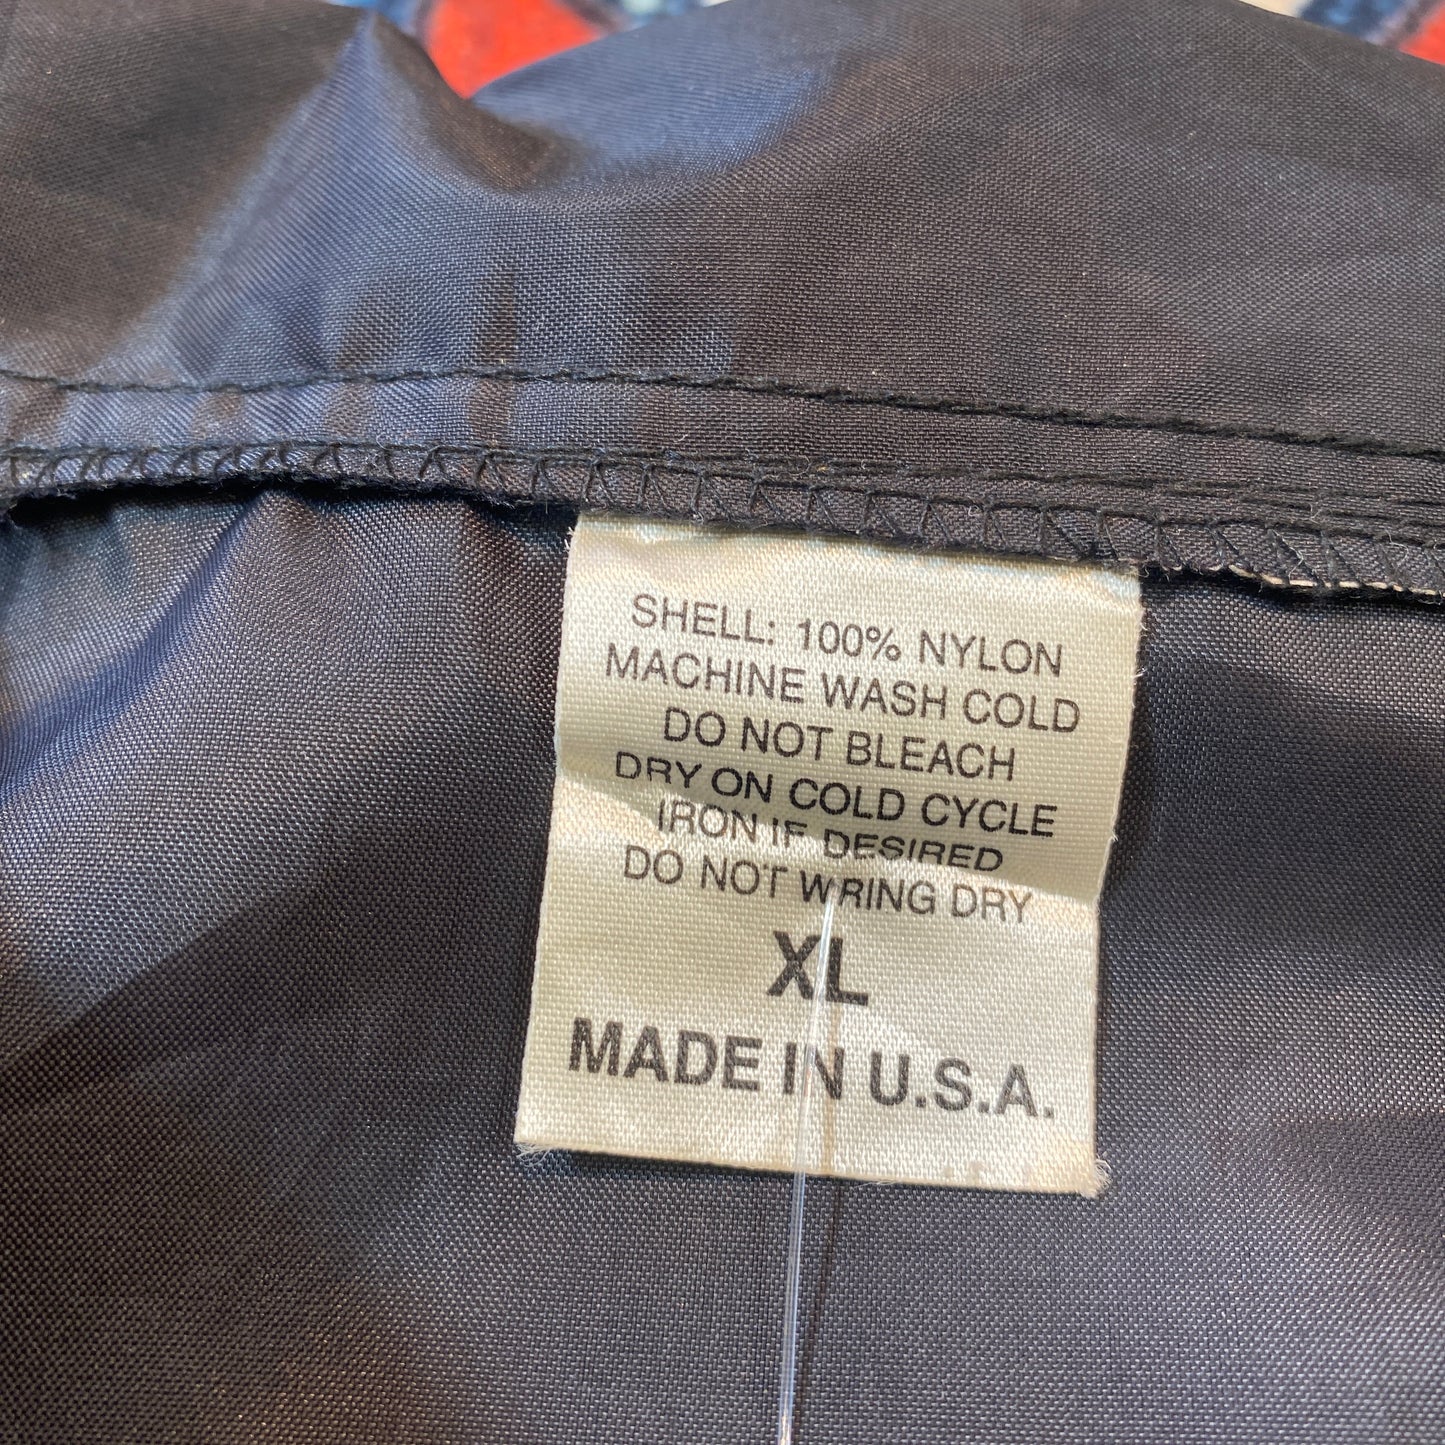 SHELL: 100% NYLON
MACHINE WASH COLD
DO NOT BLEACH
DRY ON COLD CYCLE
IRON IF DESIRED
DO NOT WRING DRY
XL
MADE IN U.S.A.